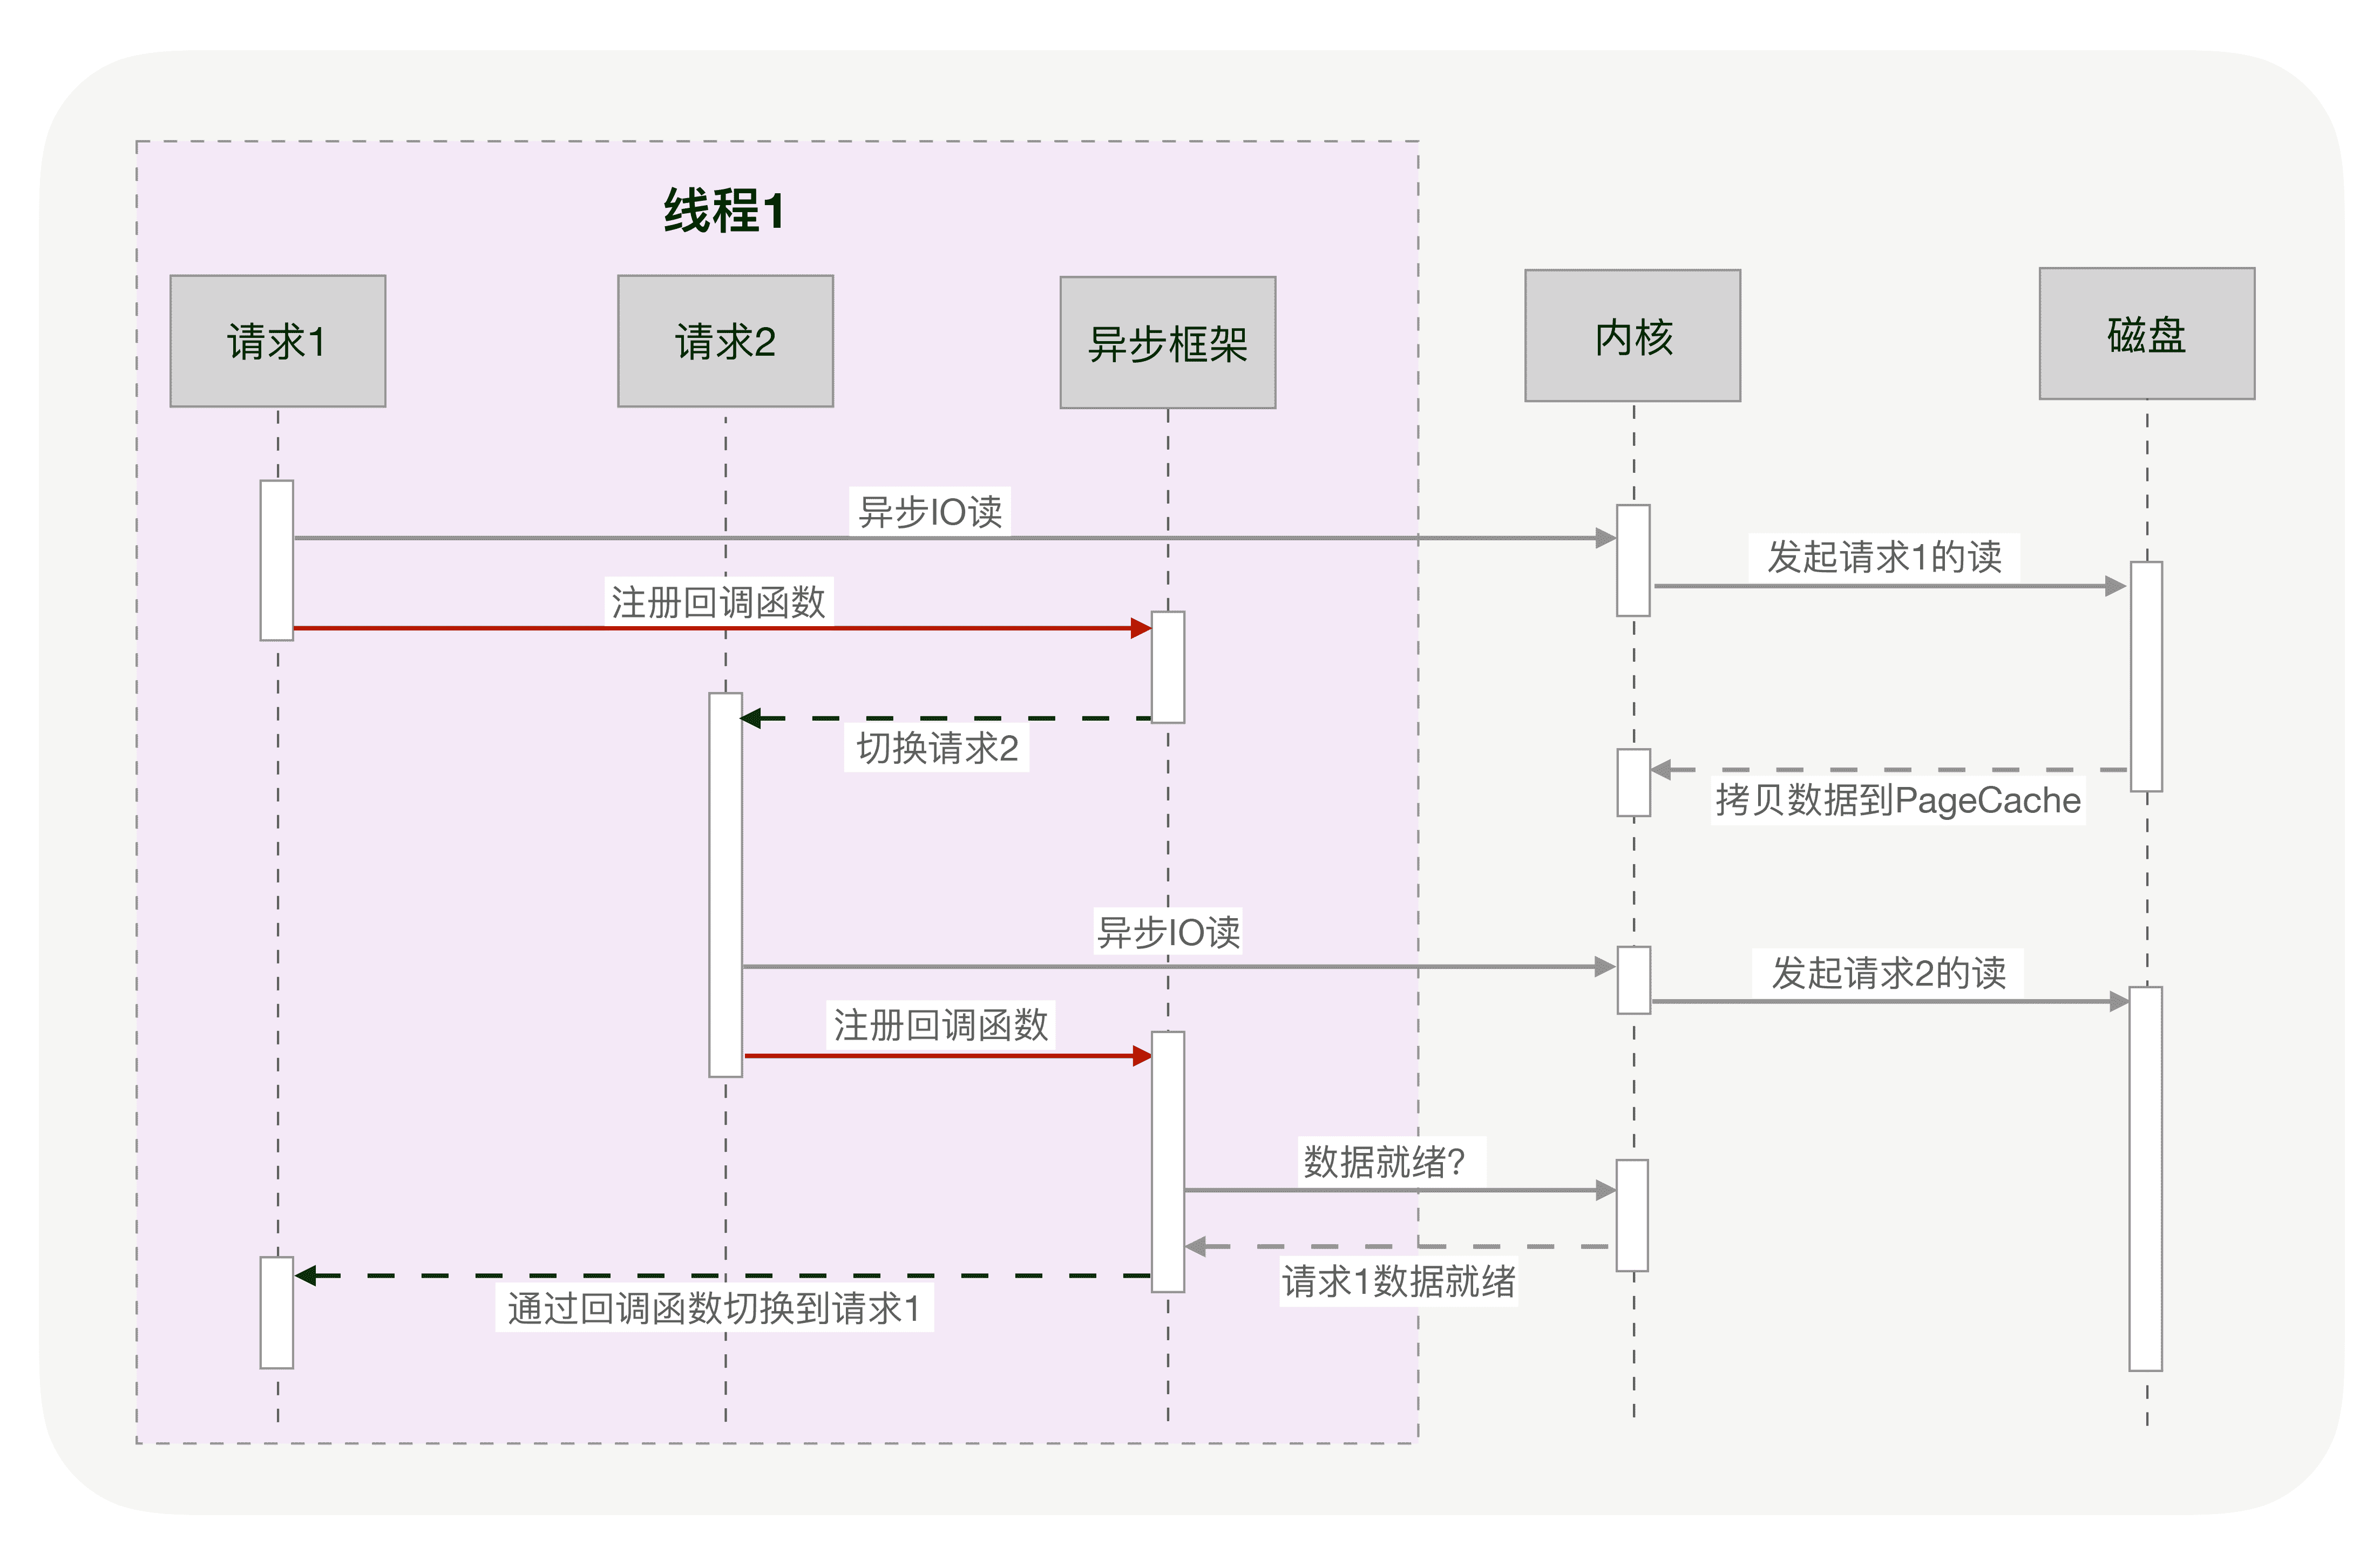 线程1
请求1
请求2
异步框架
内核
磁盘
异步IO读
发起请求1的读
注册回调函数
切换请求2
拷贝数据到PageCache
异步IO读
发起请求2的读
注册回调函数
数据就绪?
请求1数据就绪
通过回调函数切换到请求1